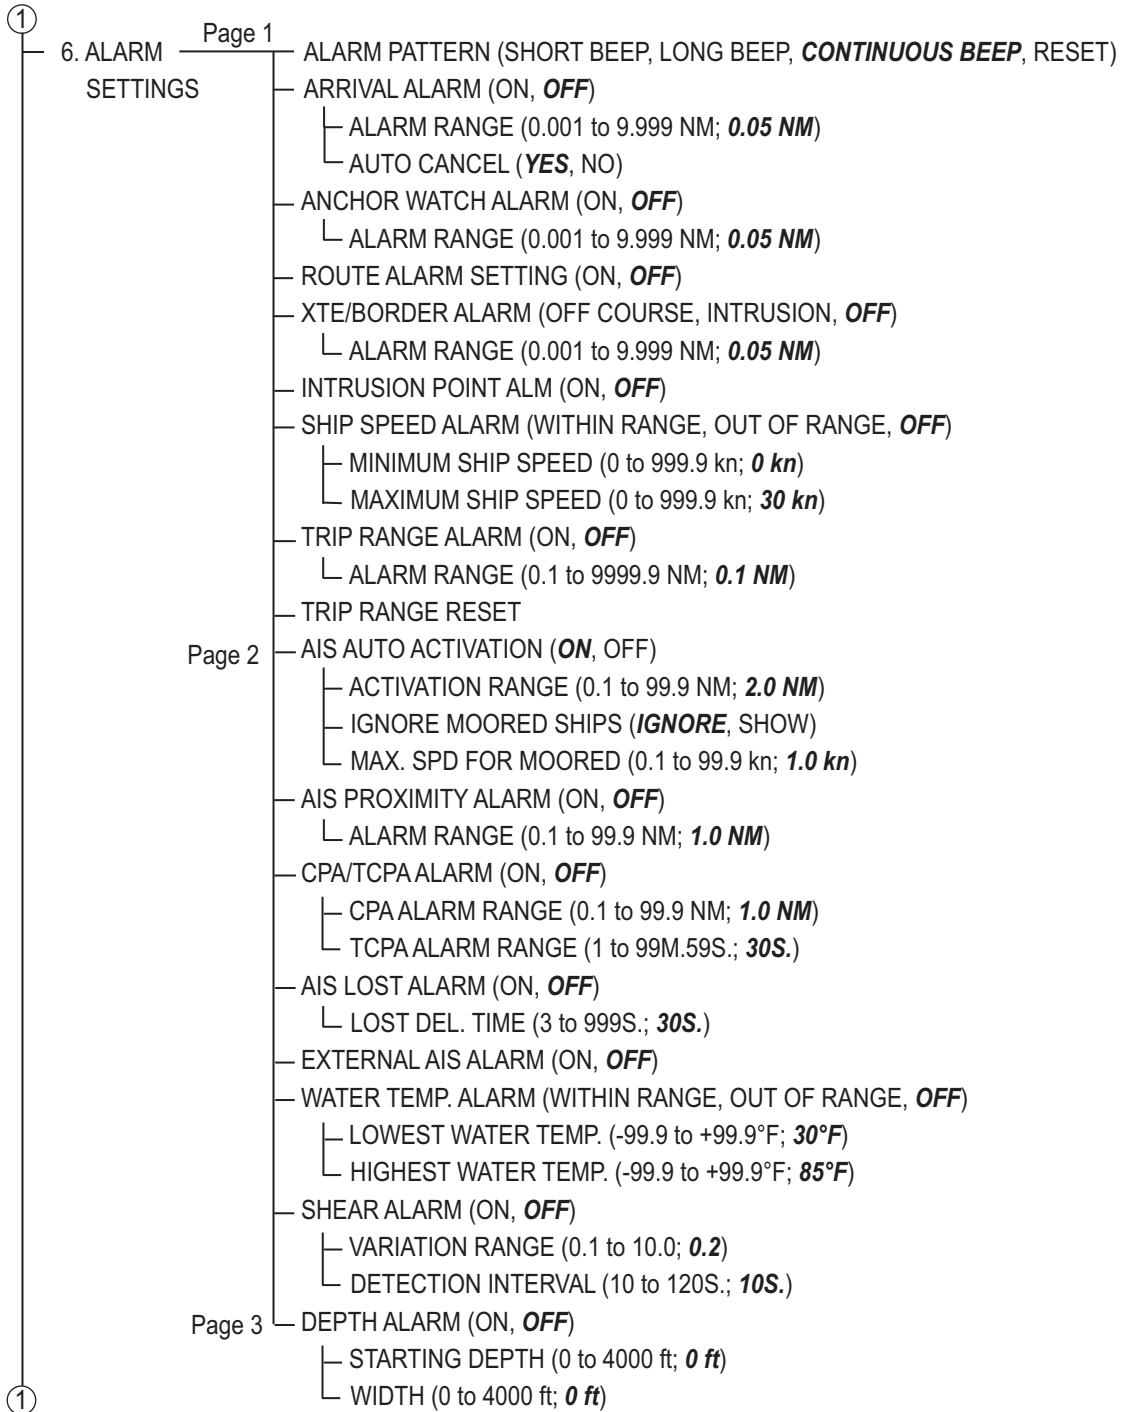 1
Page 1
6. ALARM SETTINGS
ALARM PATTERN (SHORT BEEP, LONG BEEP, CONTINUOUS BEEP, RESET)
ARRIVAL ALARM (ON, OFF)
ALARM RANGE (0.001 to 9.999 NM; 0.05 NM)
AUTO CANCEL (YES, NO)
ANCHOR WATCH ALARM (ON, OFF)
ALARM RANGE (0.001 to 9.999 NM; 0.05 NM)
ROUTE ALARM SETTING (ON, OFF)
XTE/BORDER ALARM (OFF COURSE, INTRUSION, OFF)
ALARM RANGE (0.001 to 9.999 NM; 0.05 NM)
INTRUSION POINT ALM (ON, OFF)
SHIP SPEED ALARM (WITHIN RANGE, OUT OF RANGE, OFF)
MINIMUM SHIP SPEED (0 to 999.9 kn; 0 kn)
MAXIMUM SHIP SPEED (0 to 999.9 kn; 30 kn)
TRIP RANGE ALARM (ON, OFF)
ALARM RANGE (0.1 to 9999.9 NM; 0.1 NM)
TRIP RANGE RESET
Page 2
AIS AUTO ACTIVATION (ON, OFF)
ACTIVATION RANGE (0.1 to 99.9 NM; 2.0 NM)
IGNORE MOORED SHIPS (IGNORE, SHOW)
MAX. SPD FOR MOORED (0.1 to 99.9 kn; 1.0 kn)
AIS PROXIMITY ALARM (ON, OFF)
ALARM RANGE (0.1 to 99.9 NM; 1.0 NM)
CPA/TCPA ALARM (ON, OFF)
CPA ALARM RANGE (0.1 to 99.9 NM; 1.0 NM)
TCPA ALARM RANGE (1 to 99M.59S.; 30S.)
AIS LOST ALARM (ON, OFF)
LOST DEL. TIME (3 to 999S.; 30S.)
EXTERNAL AIS ALARM (ON, OFF)
WATER TEMP. ALARM (WITHIN RANGE, OUT OF RANGE, OFF)
LOWEST WATER TEMP. (-99.9 to +99.9°F; 30°F)
HIGHEST WATER TEMP. (-99.9 to +99.9°F; 85°F)
SHEAR ALARM (ON, OFF)
VARIATION RANGE (0.1 to 10.0; 0.2)
DETECTION INTERVAL (10 to 120S.; 10S.)
Page 3
DEPTH ALARM (ON, OFF)
STARTING DEPTH (0 to 4000 ft; 0 ft)
WIDTH (0 to 4000 ft; 0 ft)
1